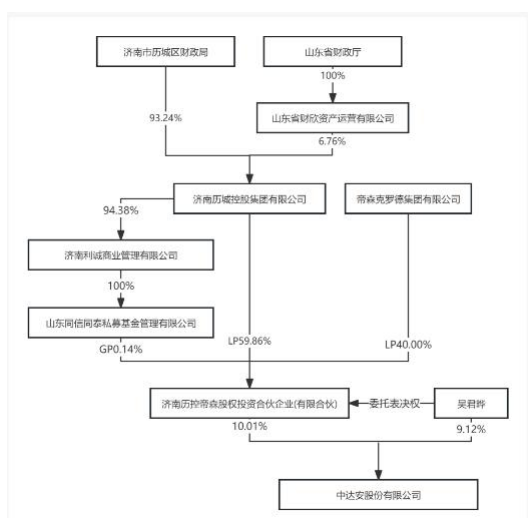 济南市历城区财政局
山东省财政厅
100%
93.24%
山东省财欣资产运营有限公司
6.76%
济南历城控股集团有限公司
帝森克罗德集团有限公司
94.38%
济南利诚商业管理有限公司
100%
山东同信同泰私募基金管理有限公司
GP0.14%
LP59.86%
LP40.00%
济南历控帝森股权投资合伙企业(有限合伙)
委托表决权
吴君晔
10.01%
9.12%
中达安股份有限公司